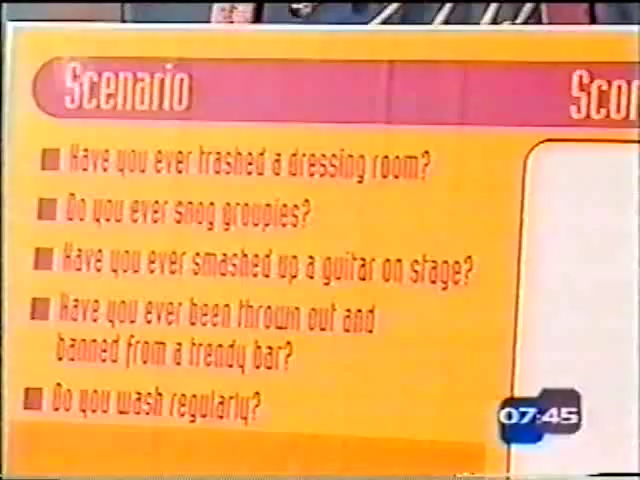 Scenario
Scor
Have you ever trashed a dressing room?
Do you ever snog groupies?
Have you ever smashed up a guitar on stage?
Have you ever been thrown out and
banned from a trendy bar?
Do you wash regularly?
07:45